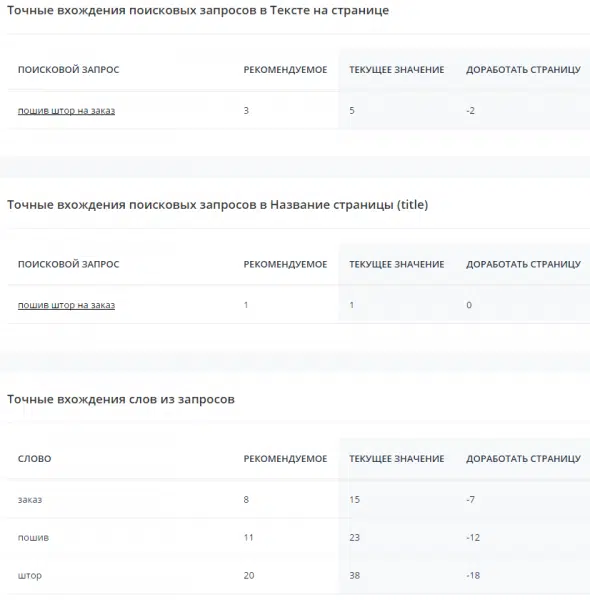 Точные вхождения поисковых запросов в Тексте на странице
ПОИСКОВОЙ ЗАПРОС РЕКОМЕНДУЕМОЕ ТЕКУЩЕЕ ЗНАЧЕНИЕ ДОРАБОТАТЬ СТРАНИЦУ
пошив штор на заказ 3 5 -2
Точные вхождения поисковых запросов в Название страницы (title)
ПОИСКОВОЙ ЗАПРОС РЕКОМЕНДУЕМОЕ ТЕКУЩЕЕ ЗНАЧЕНИЕ ДОРАБОТАТЬ СТРАНИЦУ
пошив штор на заказ 1 1 0
Точные вхождения слов из запросов
СЛОВО РЕКОМЕНДУЕМОЕ ТЕКУЩЕЕ ЗНАЧЕНИЕ ДОРАБОТАТЬ СТРАНИЦУ
заказ 8 15 -7
пошив 11 23 -12
штор 20 38 -18